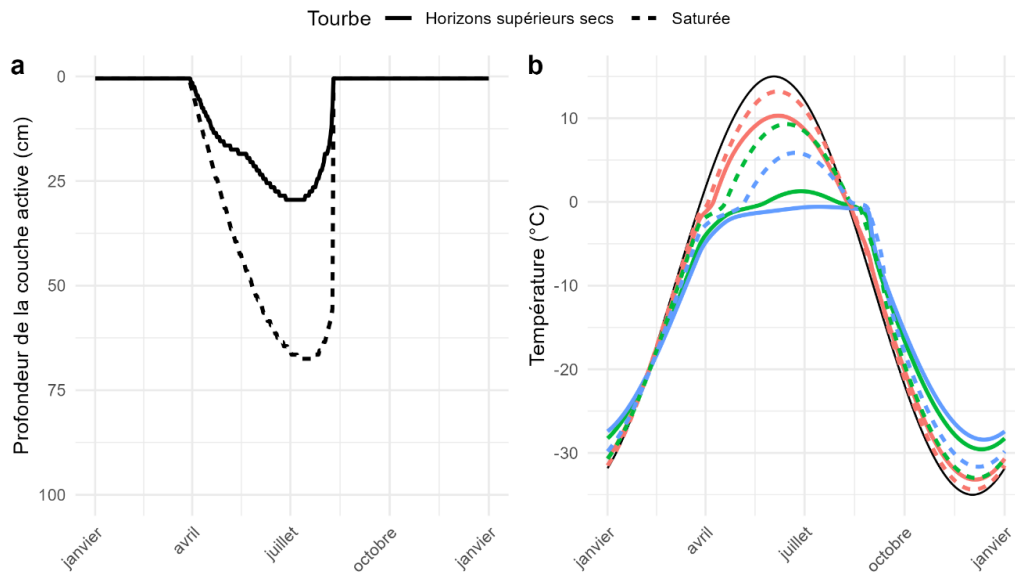 Tourbe Horizons supérieurs secs Saturée
a
b
Profondeur de la couche active (cm)
0
25
50
75
100
janvier
avril
juillet
octobre
janvier
Température (°C)
10
0
-10
-20
-30
janvier
avril
juillet
octobre
janvier